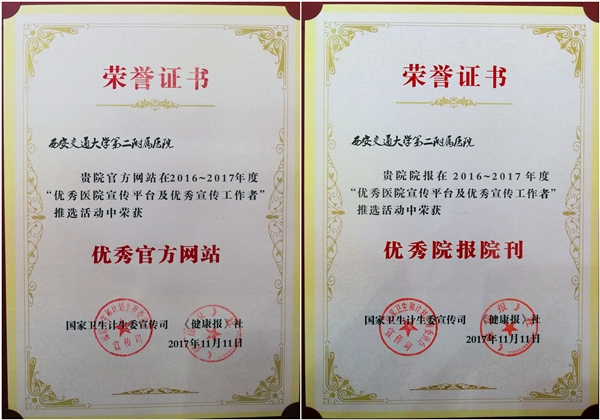 荣誉证书
西安交通大学第二附属医院
贵院官方网站在2016~2017年度
“优秀医院宣传平台及优秀宣传工作者”
推选活动中荣获
优秀官方网站
国家卫生计生委宣传司 《健康报》社
2017年11月11日
荣誉证书
西安交通大学第二附属医院
贵院院报在 2016~2017 年度
“优秀医院宣传平台及优秀宣传工作者”
推选活动中荣获
优秀院报院刊
国家卫生计生委宣传司 《健康报》社
2017年11月11日